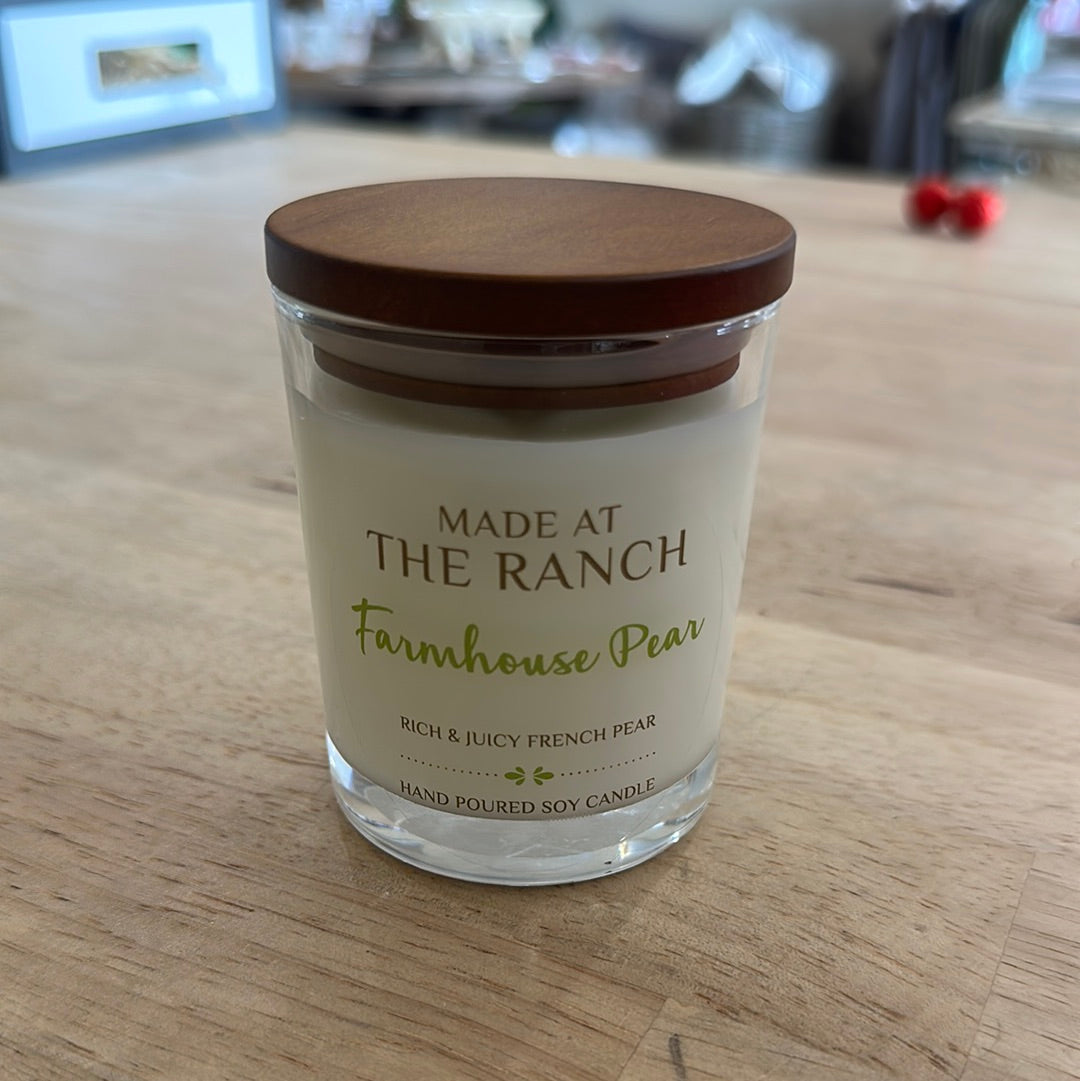 MADE AT
THE RANCH
Farmhouse Pear
RICH & JUICY FRENCH PEAR
HAND POURED SOY CANDLE